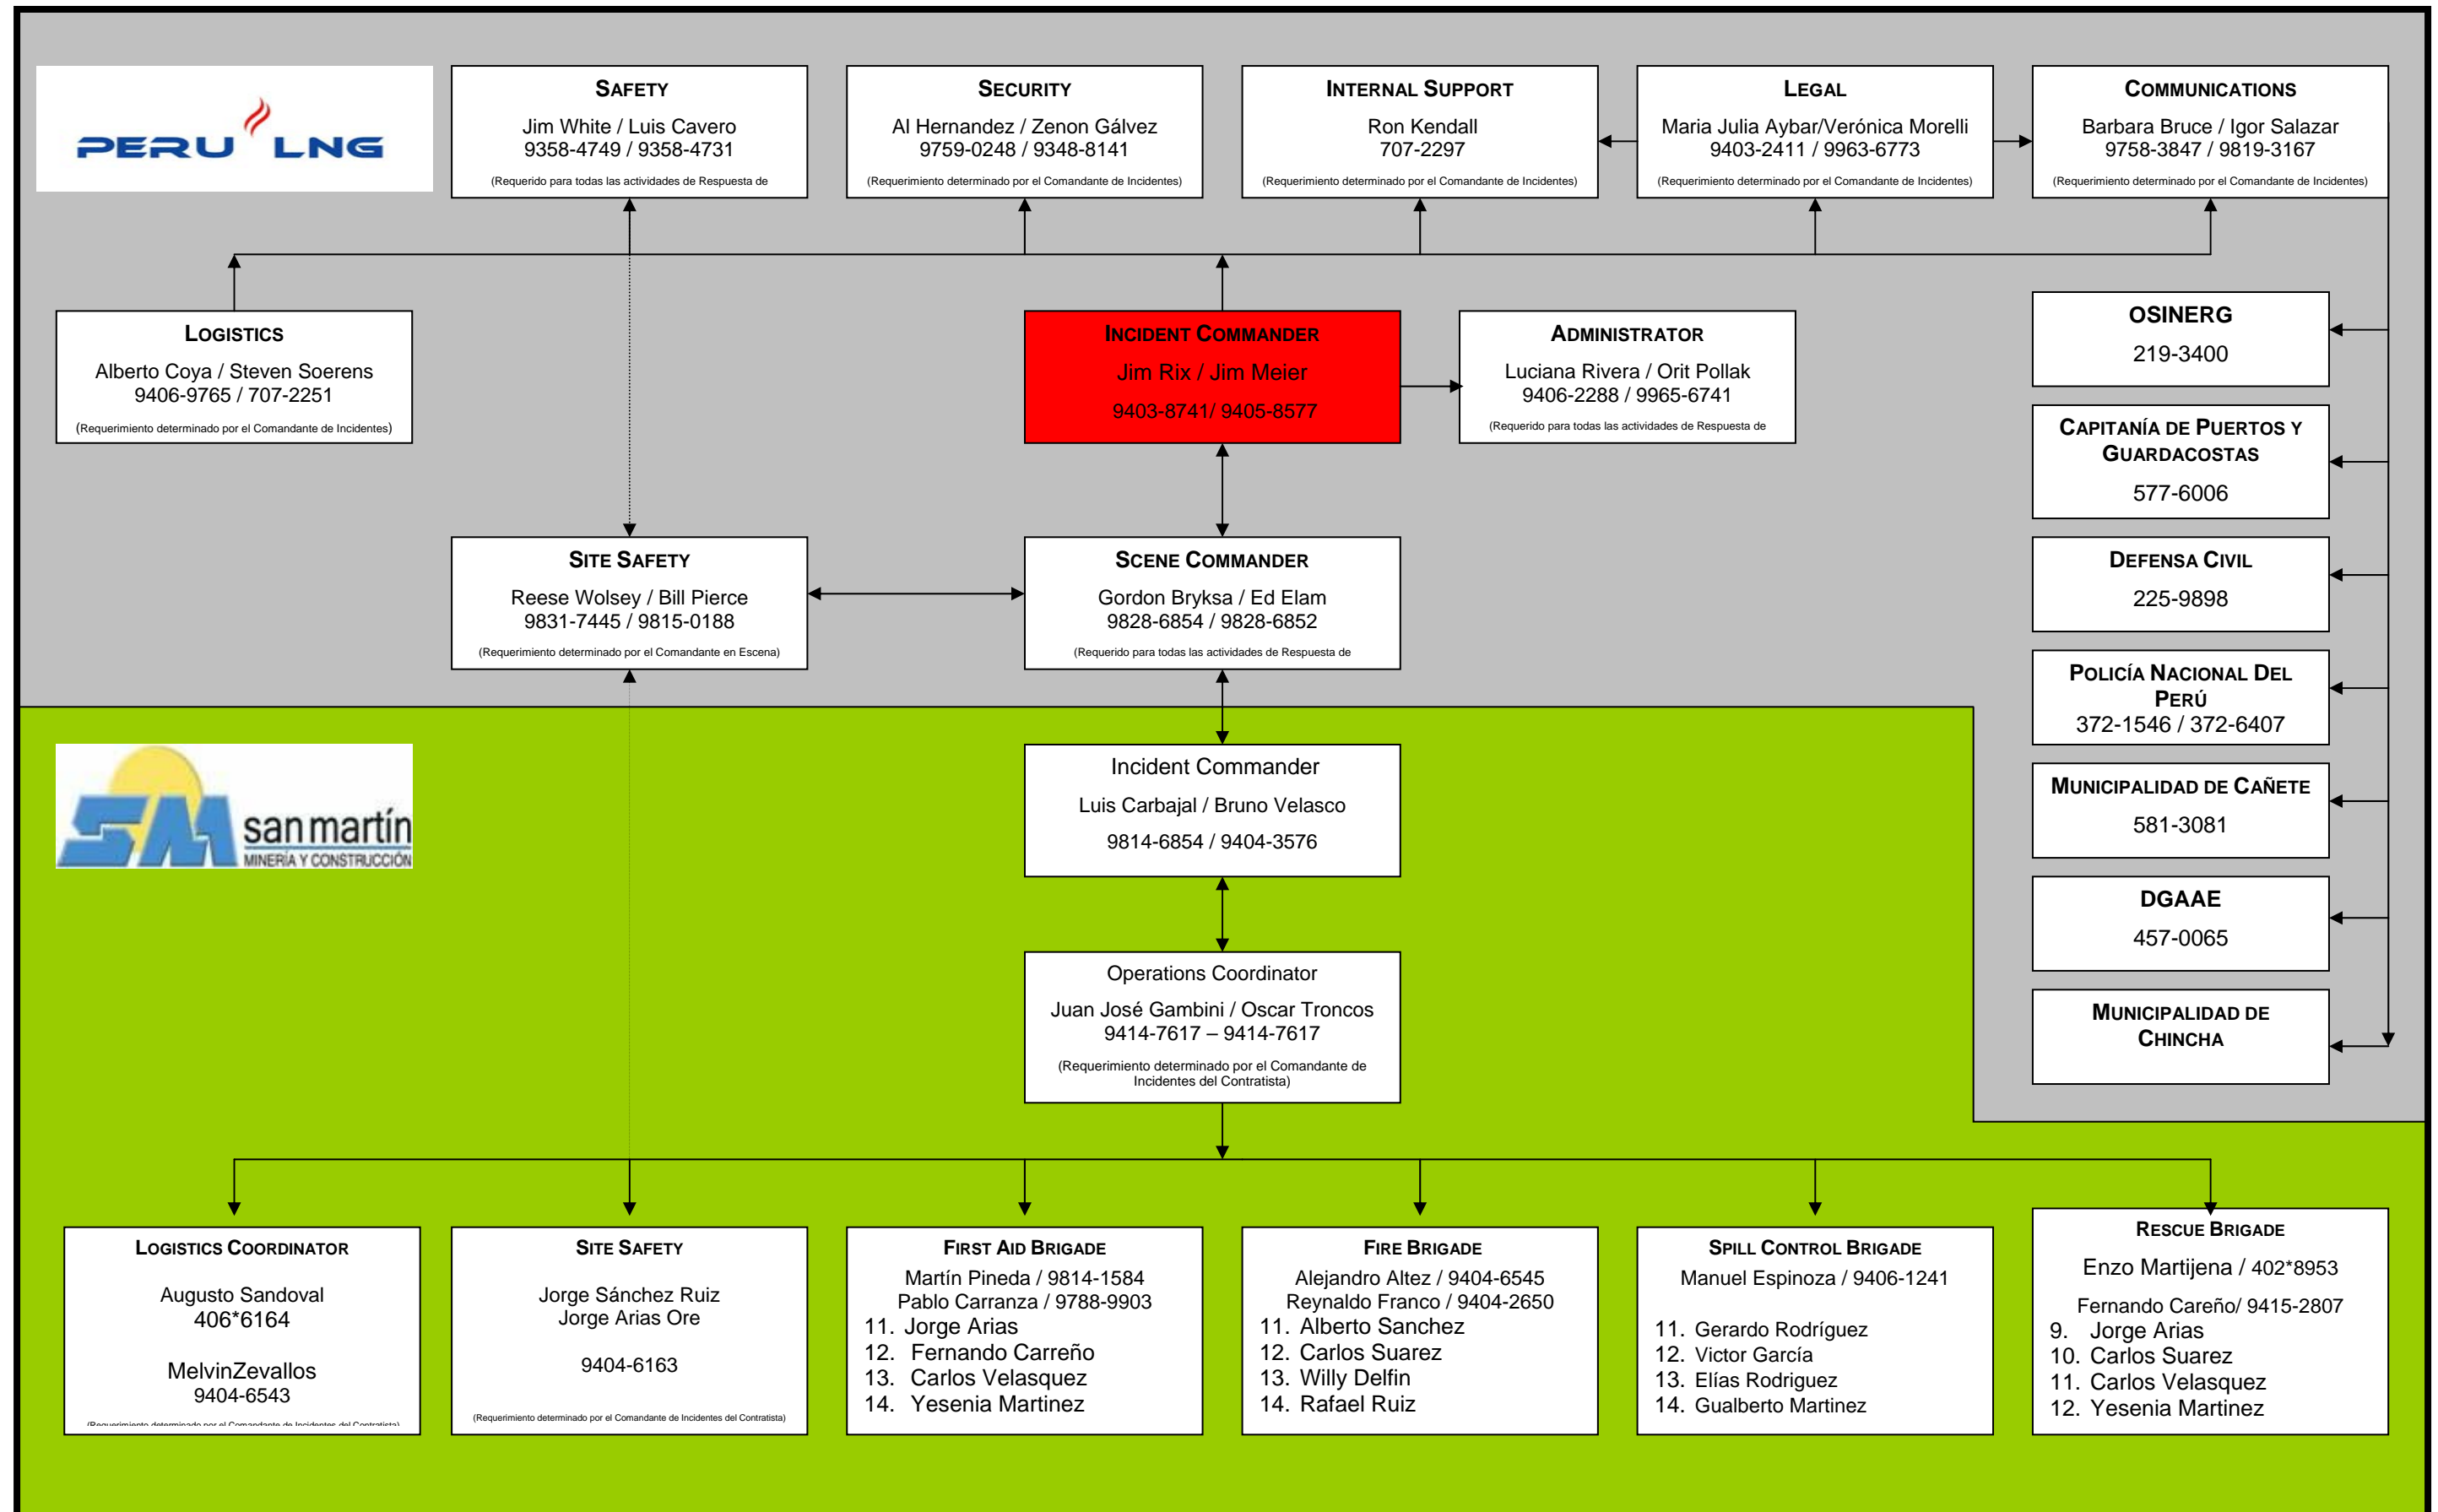 PERU LNG
SAFETY
Jim White / Luis Cavero
9358-4749 / 9358-4731
(Requerido para todas las actividades de Respuesta de
SECURITY
Al Hernandez / Zenon Gálvez
9759-0248 / 9348-8141
(Requerimiento determinado por el Comandante de Incidentes)
INTERNAL SUPPORT
Ron Kendall
707-2297
(Requerimiento determinado por el Comandante de Incidentes)
LEGAL
Maria Julia Aybar/Verónica Morelli
9403-2411 / 9963-6773
(Requerimiento determinado por el Comandante de Incidentes)
COMMUNICATIONS
Barbara Bruce / Igor Salazar
9758-3847 / 9819-3167
(Requerimiento determinado por el Comandante de Incidentes)
LOGISTICS
Alberto Coya / Steven Soerens
9406-9765 / 707-2251
(Requerimiento determinado por el Comandante de Incidentes)
INCIDENT COMMANDER
Jim Rix / Jim Meier
9403-8741/ 9405-8577
ADMINISTRATOR
Luciana Rivera / Orit Pollak
9406-2288 / 9965-6741
(Requerido para todas las actividades de Respuesta de
OSINERG
219-3400
CAPITANÍA DE PUERTOS Y
GUARDACOSTAS
577-6006
SITE SAFETY
Reese Wolsey / Bill Pierce
9831-7445 / 9815-0188
(Requerimiento determinado por el Comandante en Escena)
SCENE COMMANDER
Gordon Bryksa / Ed Elam
9828-6854 / 9828-6852
(Requerido para todas las actividades de Respuesta de
DEFENSA CIVIL
225-9898
POLICÍA NACIONAL DEL
PERÚ
372-1546 / 372-6407
MUNICIPALIDAD DE CAÑETE
581-3081
DGAAE
457-0065
MUNICIPALIDAD DE
CHINCHA
SM
san martín
MINERÍA Y CONSTRUCCIÓN
Incident Commander
Luis Carbajal / Bruno Velasco
9814-6854 / 9404-3576
Operations Coordinator
Juan José Gambini / Oscar Troncos
9414-7617 – 9414-7617
(Requerimiento determinado por el Comandante de
Incidentes del Contratista)
LOGISTICS COORDINATOR
Augusto Sandoval
406*6164
MelvinZevallos
9404-6543
(Requerimiento determinado por el Comandante de Incidentes del Contratista)
SITE SAFETY
Jorge Sánchez Ruiz
Jorge Arias Ore
9404-6163
(Requerimiento determinado por el Comandante de Incidentes del Contratista)
FIRST AID BRIGADE
Martín Pineda / 9814-1584
Pablo Carranza / 9788-9903
11. Jorge Arias
12. Fernando Carreño
13. Carlos Velasquez
14. Yesenia Martinez
FIRE BRIGADE
Alejandro Altez / 9404-6545
Reynaldo Franco / 9404-2650
11. Alberto Sanchez
12. Carlos Suarez
13. Willy Delfin
14. Rafael Ruiz
SPILL CONTROL BRIGADE
Manuel Espinoza / 9406-1241
11. Gerardo Rodríguez
12. Victor García
13. Elías Rodriguez
14. Gualberto Martinez
RESCUE BRIGADE
Enzo Martijena / 402*8953
Fernando Careño/ 9415-2807
9. Jorge Arias
10. Carlos Suarez
11. Carlos Velasquez
12. Yesenia Martinez